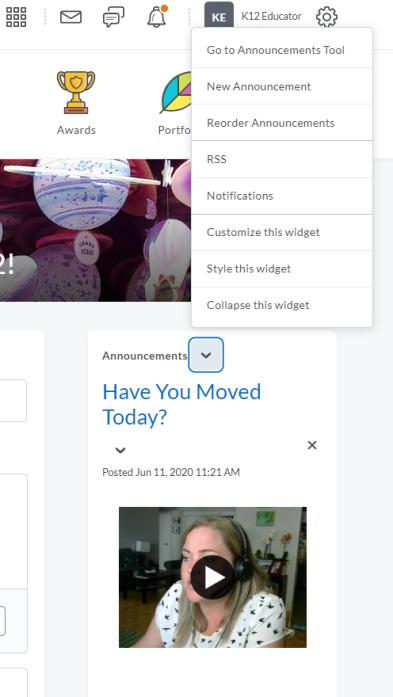 KE
K12 Educator
Go to Announcements Tool
New Announcement
Reorder Announcements
RSS
Notifications
Customize this widget
Style this widget
Collapse this widget
Awards
Portfo
2!
Announcements
Have You Moved
Today?
Posted Jun 11, 2020 11:21 AM